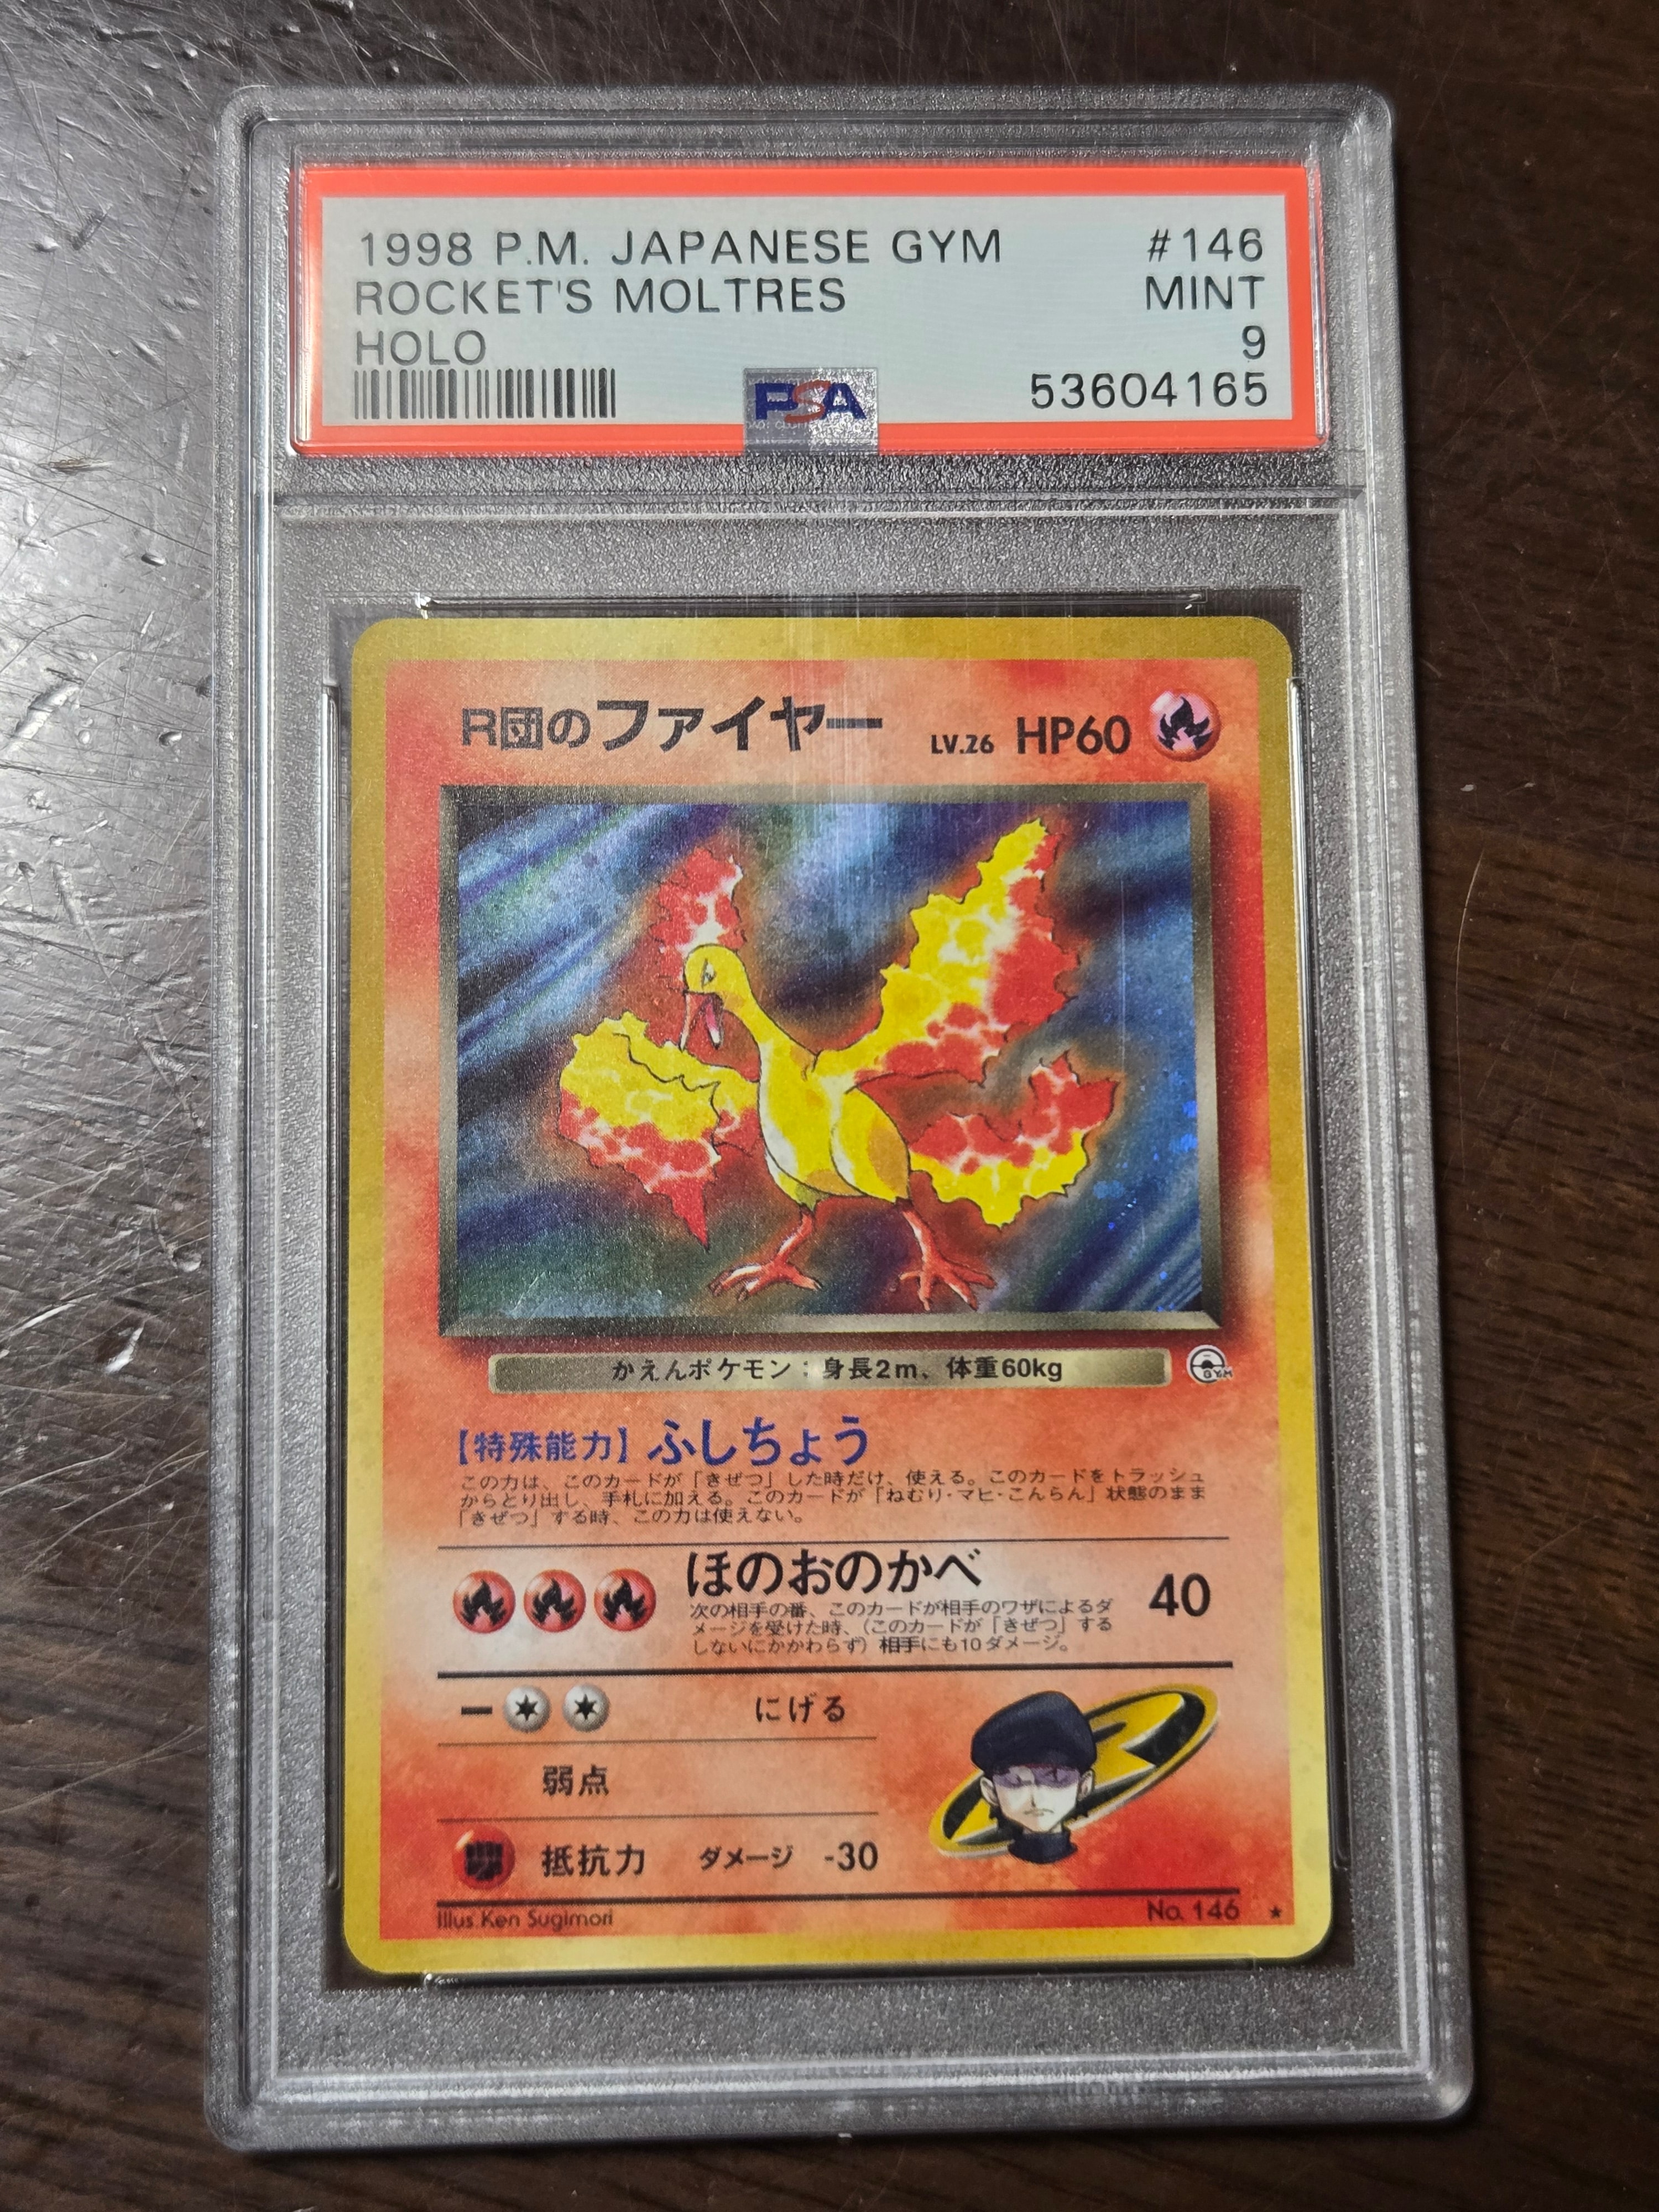 1998 P.M. JAPANESE GYM #146
ROCKET'S MOLTRES MINT
HOLO 9
PSA 53604165
R団のファイヤー LV.26 HP60
かえんポケモン:身長2m、体重60kg
GYM
【特殊能力】ふしちょう
この力は、このカードが「きぜつ」した時だけ、使える。このカードをトラッシュ
からとり出し、手札に加える。このカードが「ねむり・マヒ・こんらん」状態のまま
「きぜつ」する時、この力は使えない。
ほのおのかべ 40
次の相手の番、このカードが相手のワザによるダ
メージを受けた時、(このカードが「きぜつ」する
しないにかかわらず)相手にも10ダメージ。
ー にげる
弱点
抵抗力 ダメージ -30
Illus. Ken Sugimori No. 146 ★